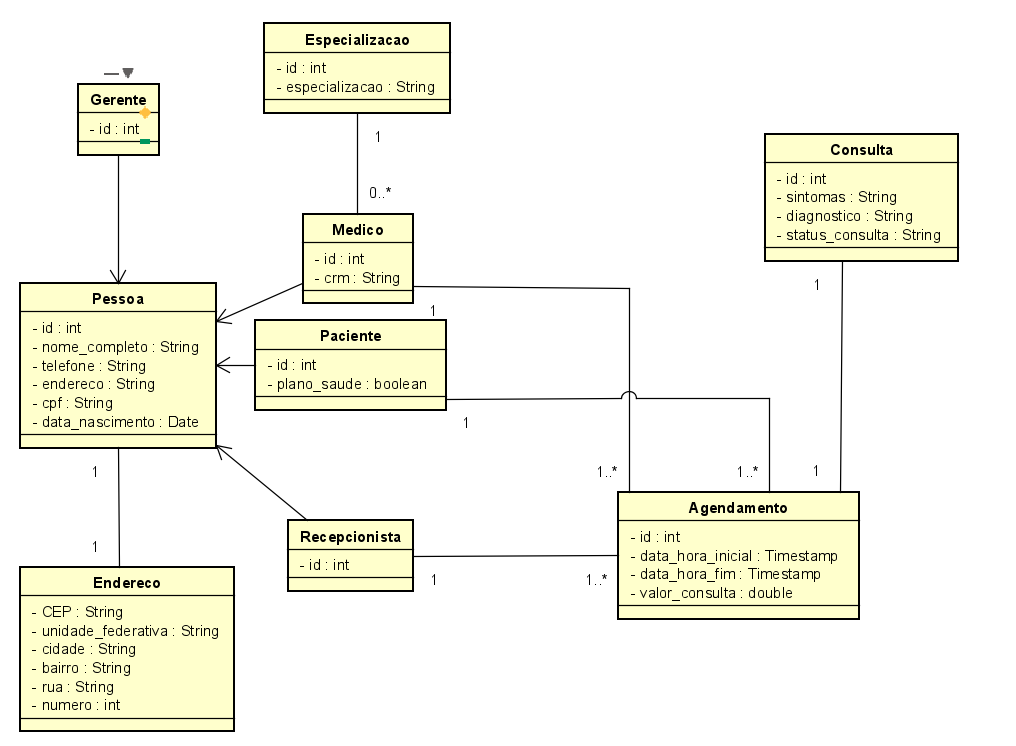 Especializacao
- id : int
- especializacao : String
1
0..*
Gerente
- id : int
Consulta
- id : int
- sintomas : String
- diagnostico : String
- status_consulta : String
1
1
Medico
- id : int
- crm : String
1
1..*
Pessoa
- id : int
- nome_completo : String
- telefone : String
- endereco : String
- cpf : String
- data_nascimento : Date
1
1
Paciente
- id : int
- plano_saude : boolean
1
1..*
Recepcionista
- id : int
1
1..*
Agendamento
- id : int
- data_hora_inicial : Timestamp
- data_hora_fim : Timestamp
- valor_consulta : double
Endereco
- CEP : String
- unidade_federativa : String
- cidade : String
- bairro : String
- rua : String
- numero : int